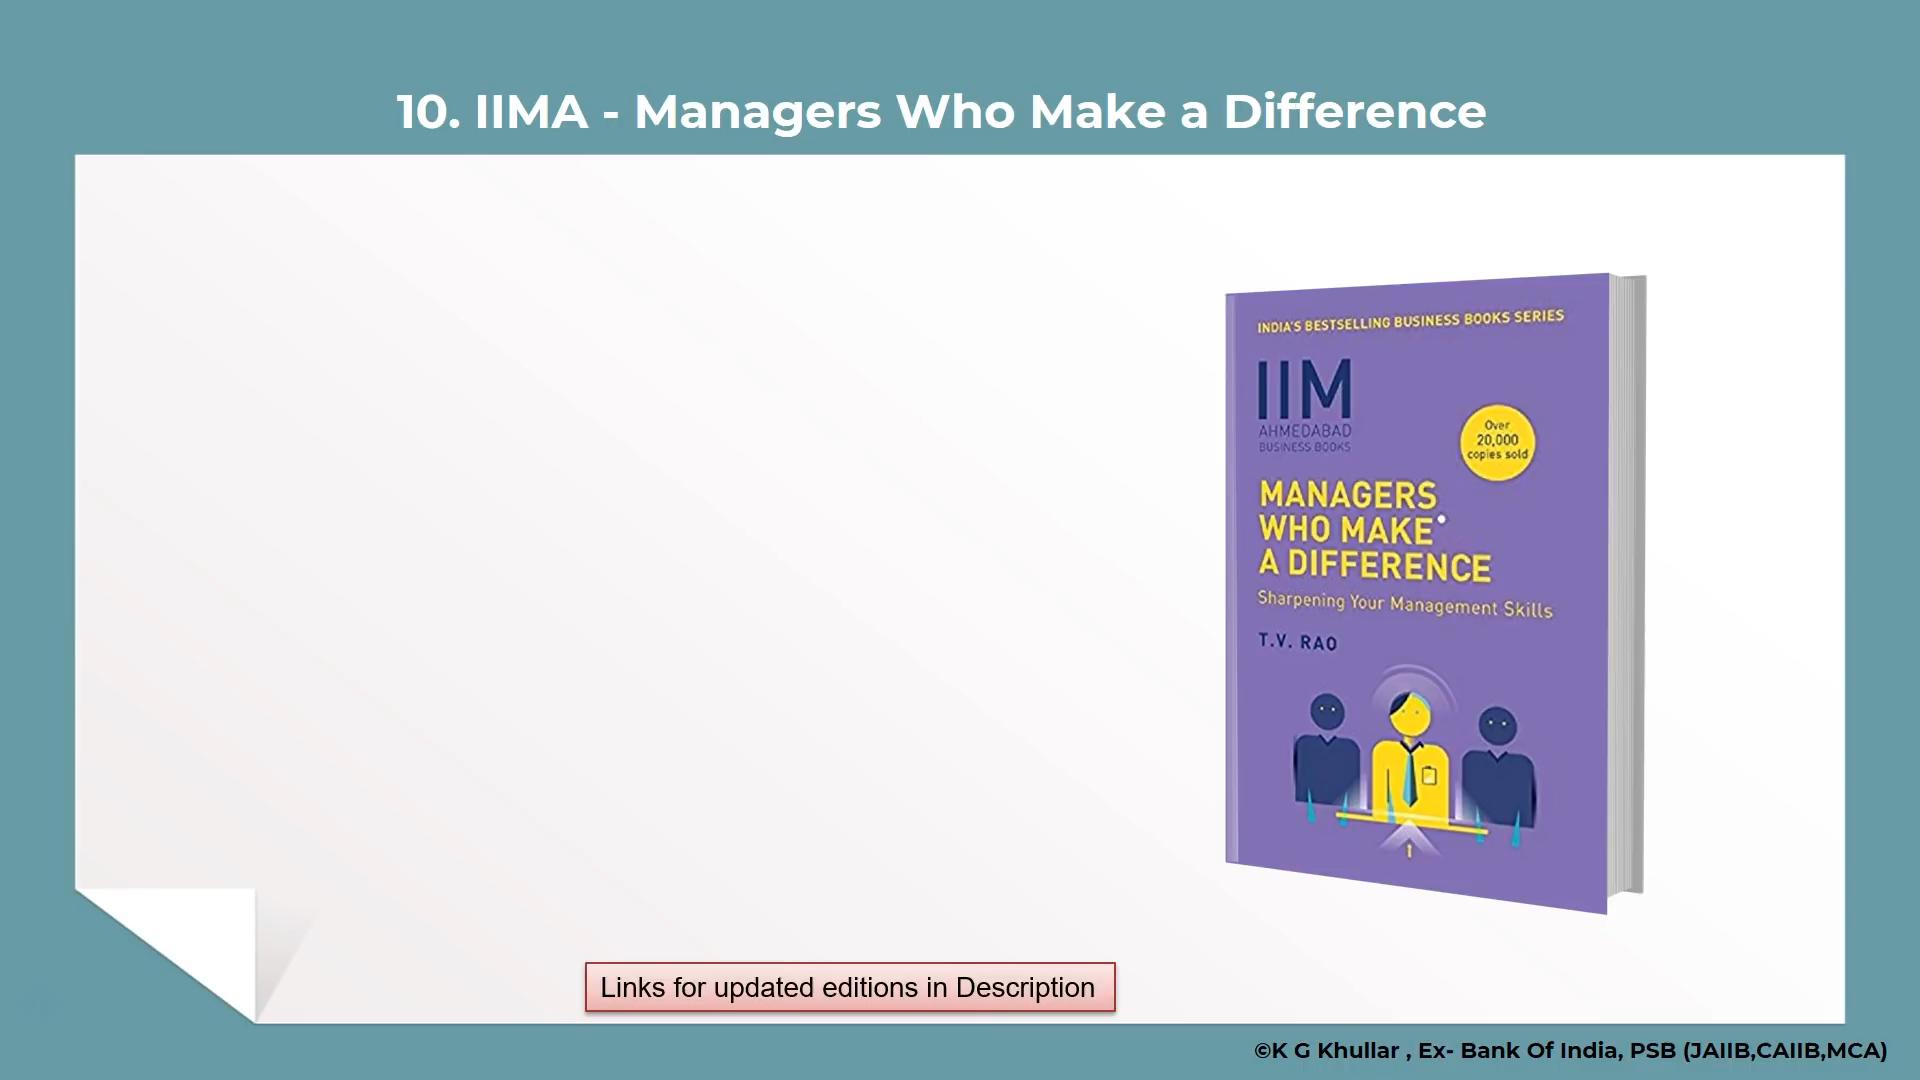 10. IIMA - Managers Who Make a Difference
INDIA'S BESTSELLING BUSINESS BOOKS SERIES
IIM
AHMEDABAD
BUSINESS BOOKS
Over
20,000
copies sold
MANAGERS
WHO MAKE
A DIFFERENCE
Sharpening Your Management Skills
T.V. RAO
Links for updated editions in Description
©K G Khullar , Ex- Bank Of India, PSB (JAIIB,CAIIB,MCA)